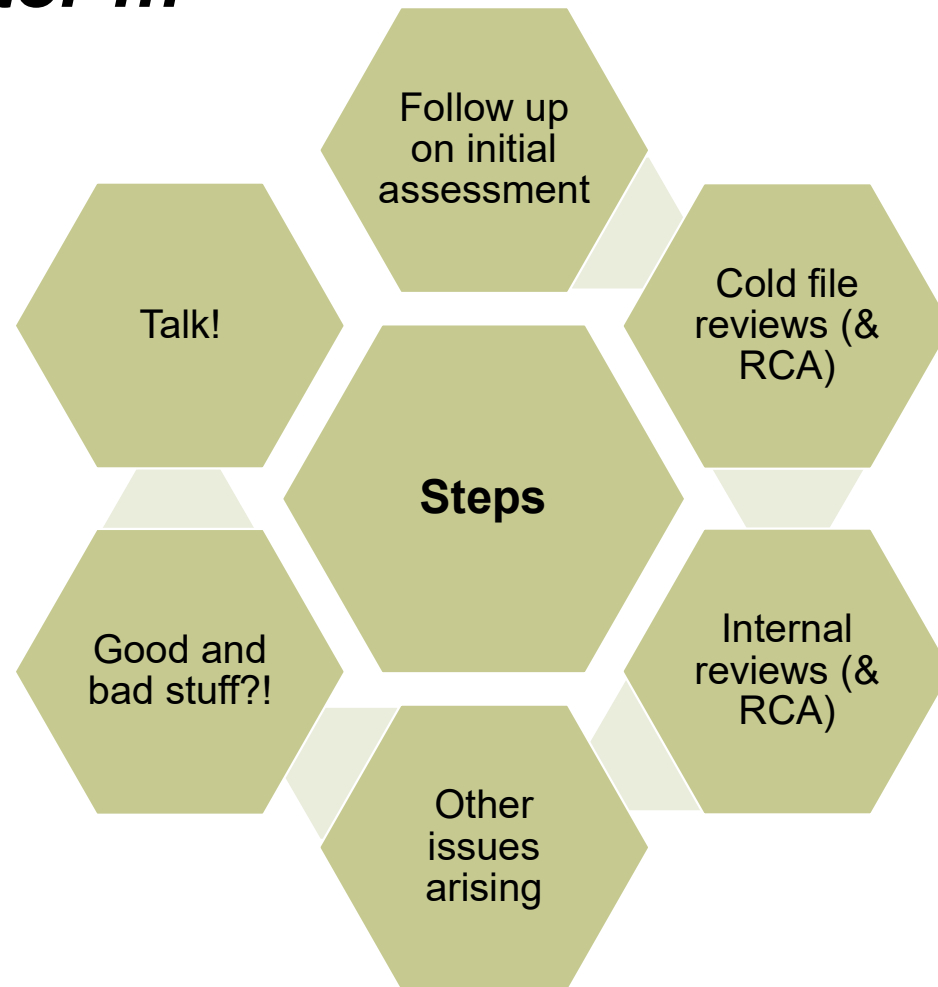 Follow up
on initial
assessment
Cold file
reviews (&
RCA)
Internal
reviews (&
RCA)
Other
issues
arising
Good and
bad stuff?!
Talk!
Steps